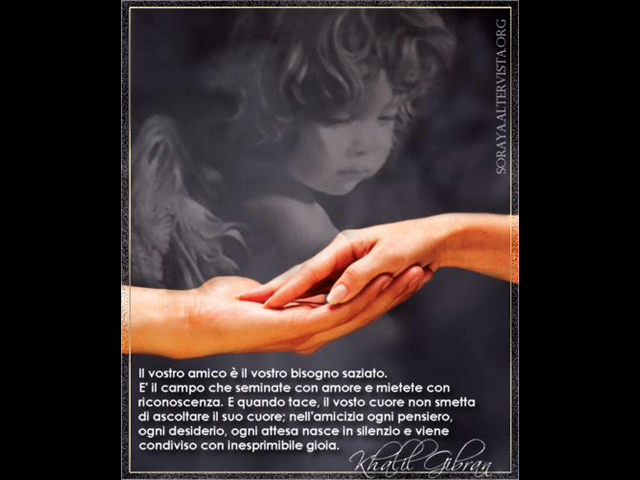 SORAYA.ALTERVISTA.ORG
Il vostro amico è il vostro bisogno saziato.
E' il campo che seminate con amore e mietete con
riconoscenza. E quando tace, il vosto cuore non smetta
di ascoltare il suo cuore; nell'amicizia ogni pensiero,
ogni desiderio, ogni attesa nasce in silenzio e viene
condiviso con inesprimibile gioia.
Khalil Gibran